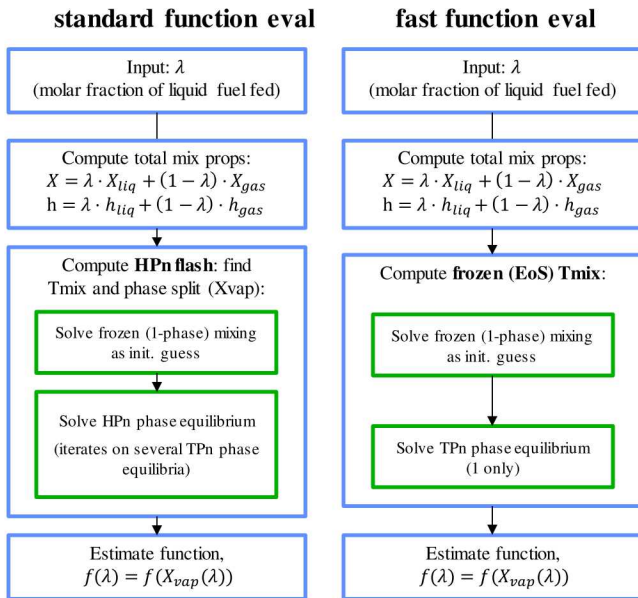 standard function eval
Input: λ
(molar fraction of liquid fuel fed)
Compute total mix props:
X = λ · X_liq + (1 − λ) · X_gas
h = λ · h_liq + (1 − λ) · h_gas
Compute HPn flash: find
Tmix and phase split (Xvap):
Solve frozen (1-phase) mixing
as init. guess
Solve HPn phase equilibrium
(iterates on several TPn phase
equilibria)
Estimate function,
f(λ) = f(X_vap(λ))
fast function eval
Input: λ
(molar fraction of liquid fuel fed)
Compute total mix props:
X = λ · X_liq + (1 − λ) · X_gas
h = λ · h_liq + (1 − λ) · h_gas
Compute frozen (EoS) Tmix:
Solve frozen (1-phase) mixing
as init. guess
Solve TPn phase equilibrium
(1 only)
Estimate function,
f(λ) = f(X_vap(λ))